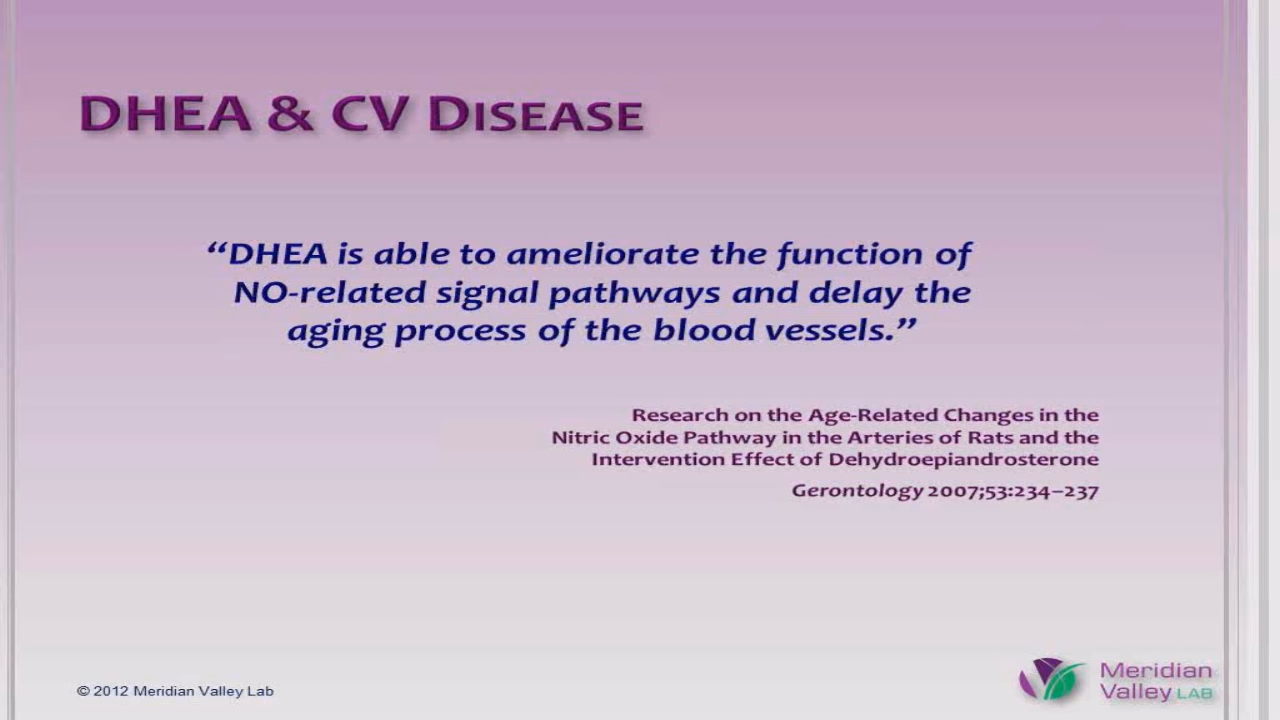 DHEA & CV DISEASE
“DHEA is able to ameliorate the function of
NO-related signal pathways and delay the
aging process of the blood vessels.”
Research on the Age-Related Changes in the
Nitric Oxide Pathway in the Arteries of Rats and the
Intervention Effect of Dehydroepiandrosterone
Gerontology 2007;53:234–237
© 2012 Meridian Valley Lab
Meridian
Valley LAB